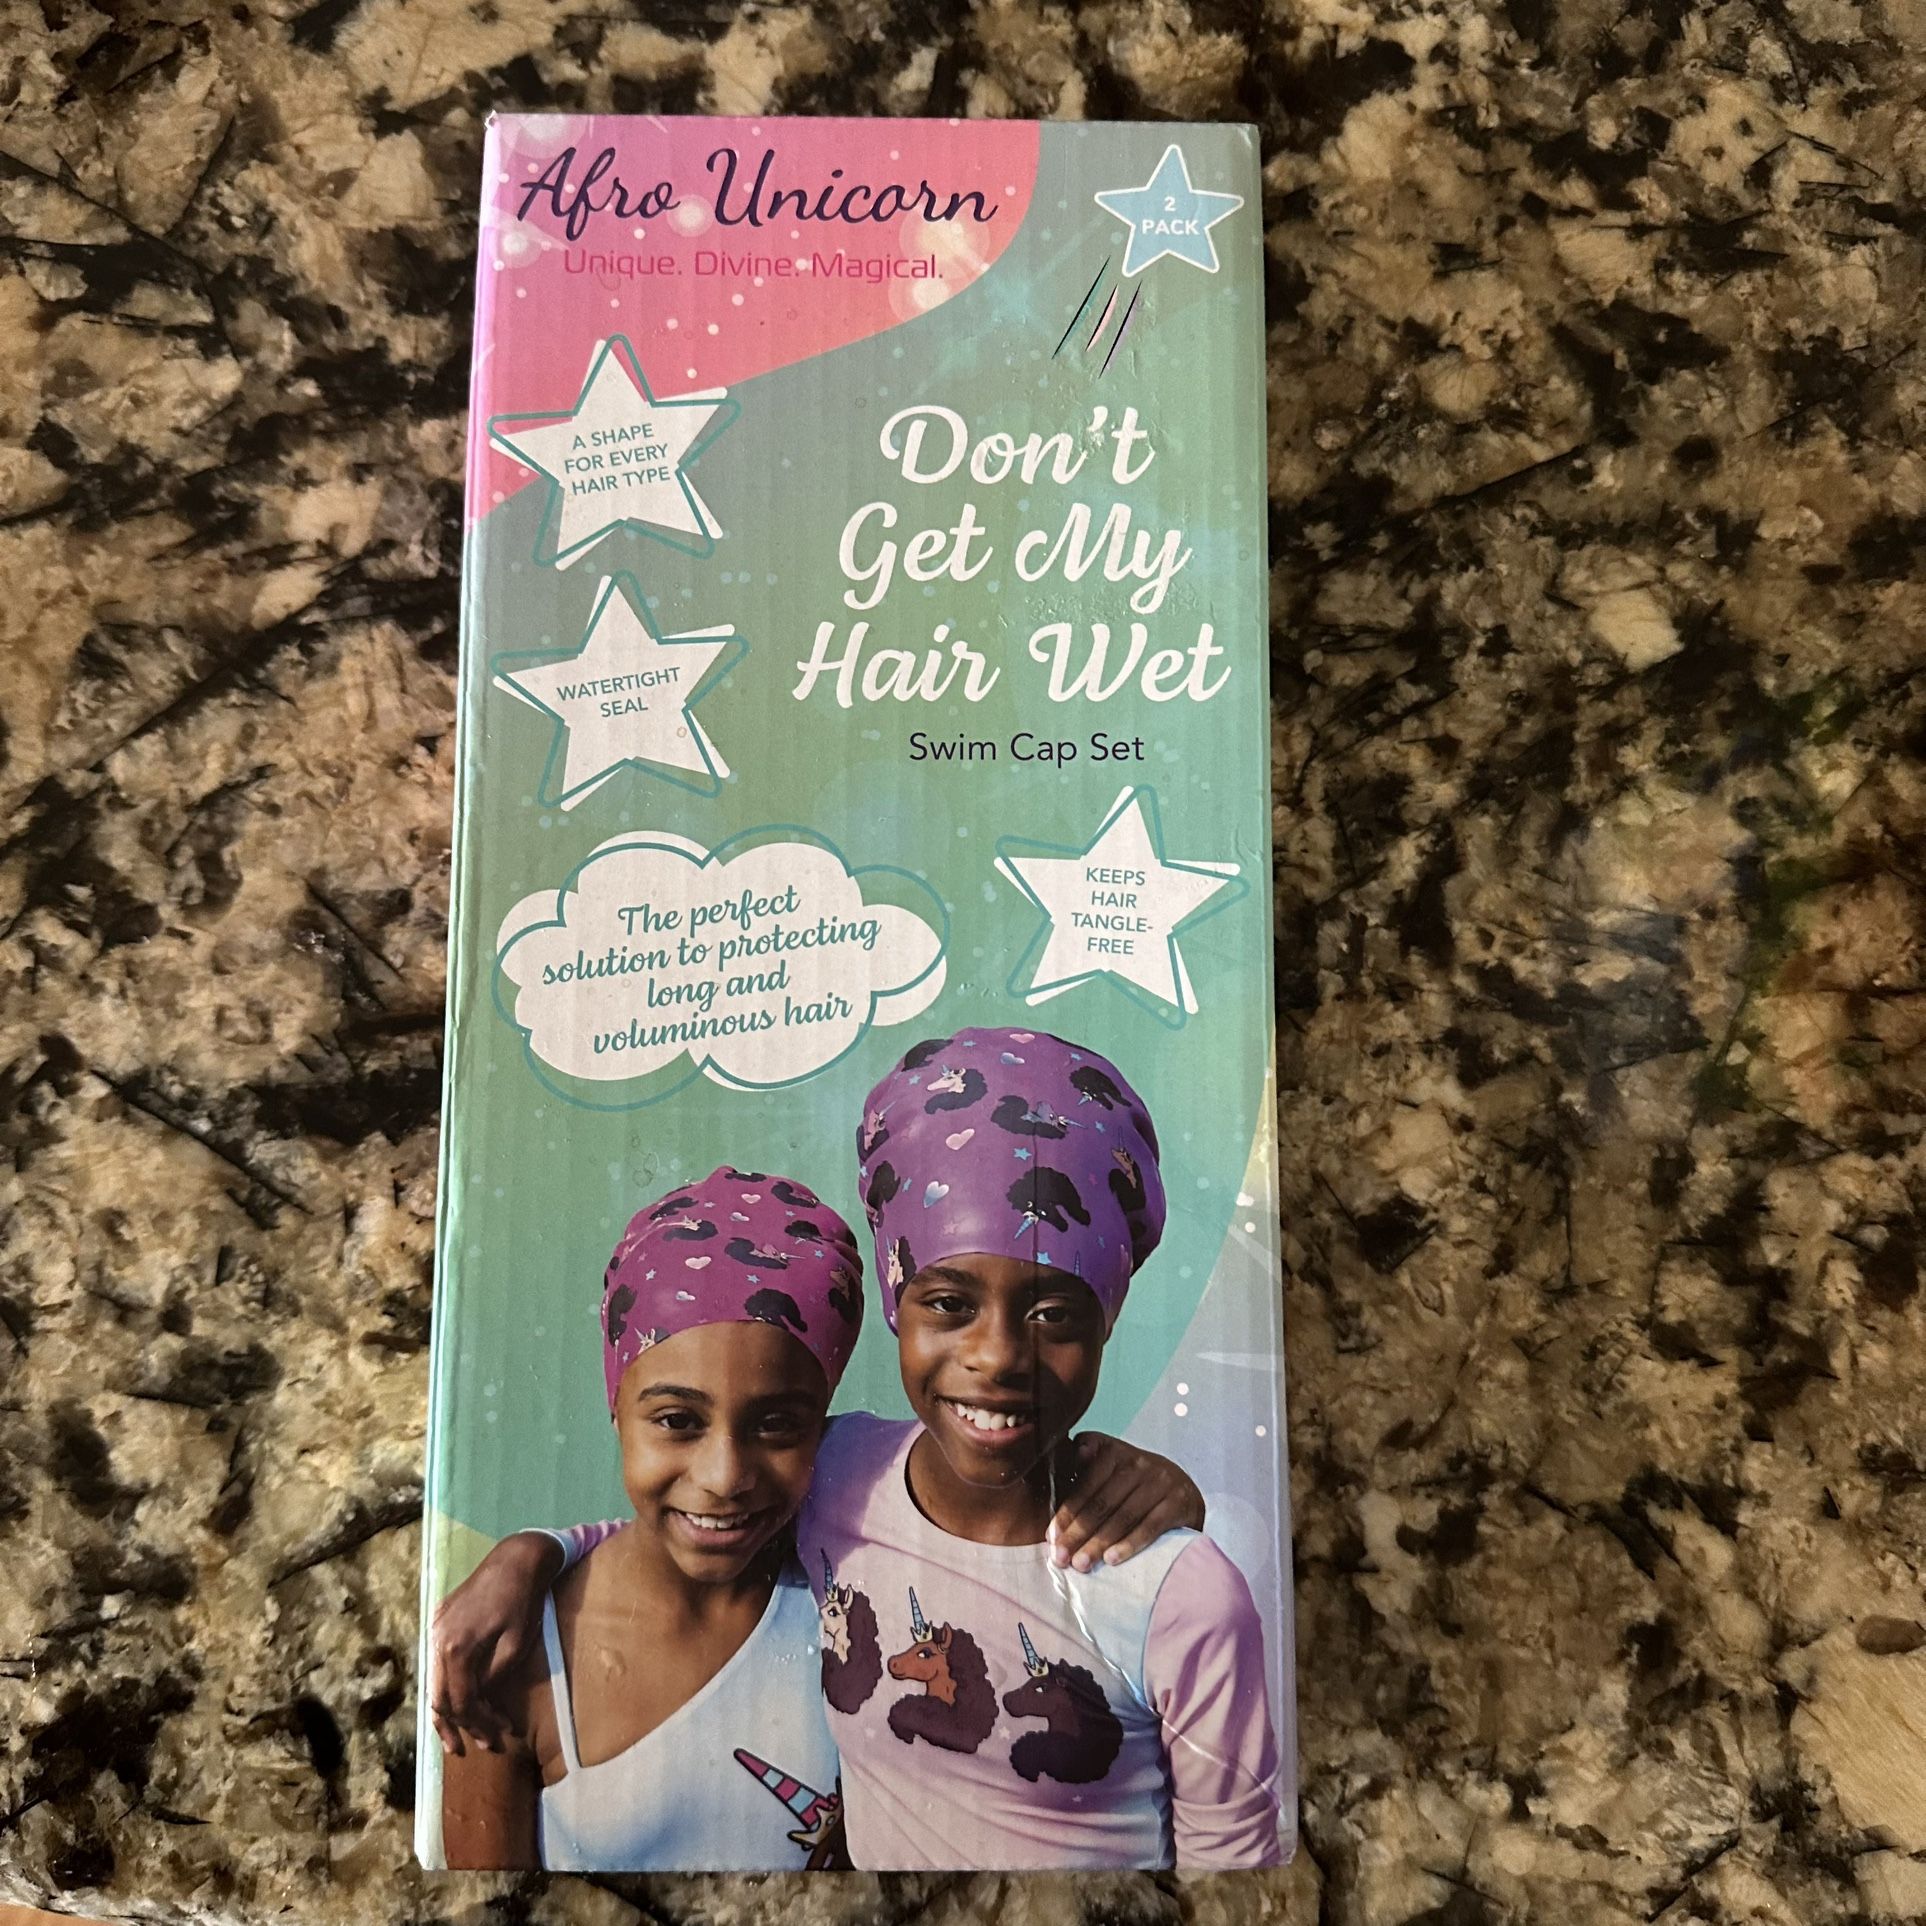 Afro Unicorn
Unique. Divine. Magical.
2
PACK
A SHAPE
FOR EVERY
HAIR TYPE
Don't
Get My
Hair Wet
Swim Cap Set
WATERTIGHT
SEAL
The perfect
solution to protecting
long and
voluminous hair
KEEPS
HAIR
TANGLE-
FREE